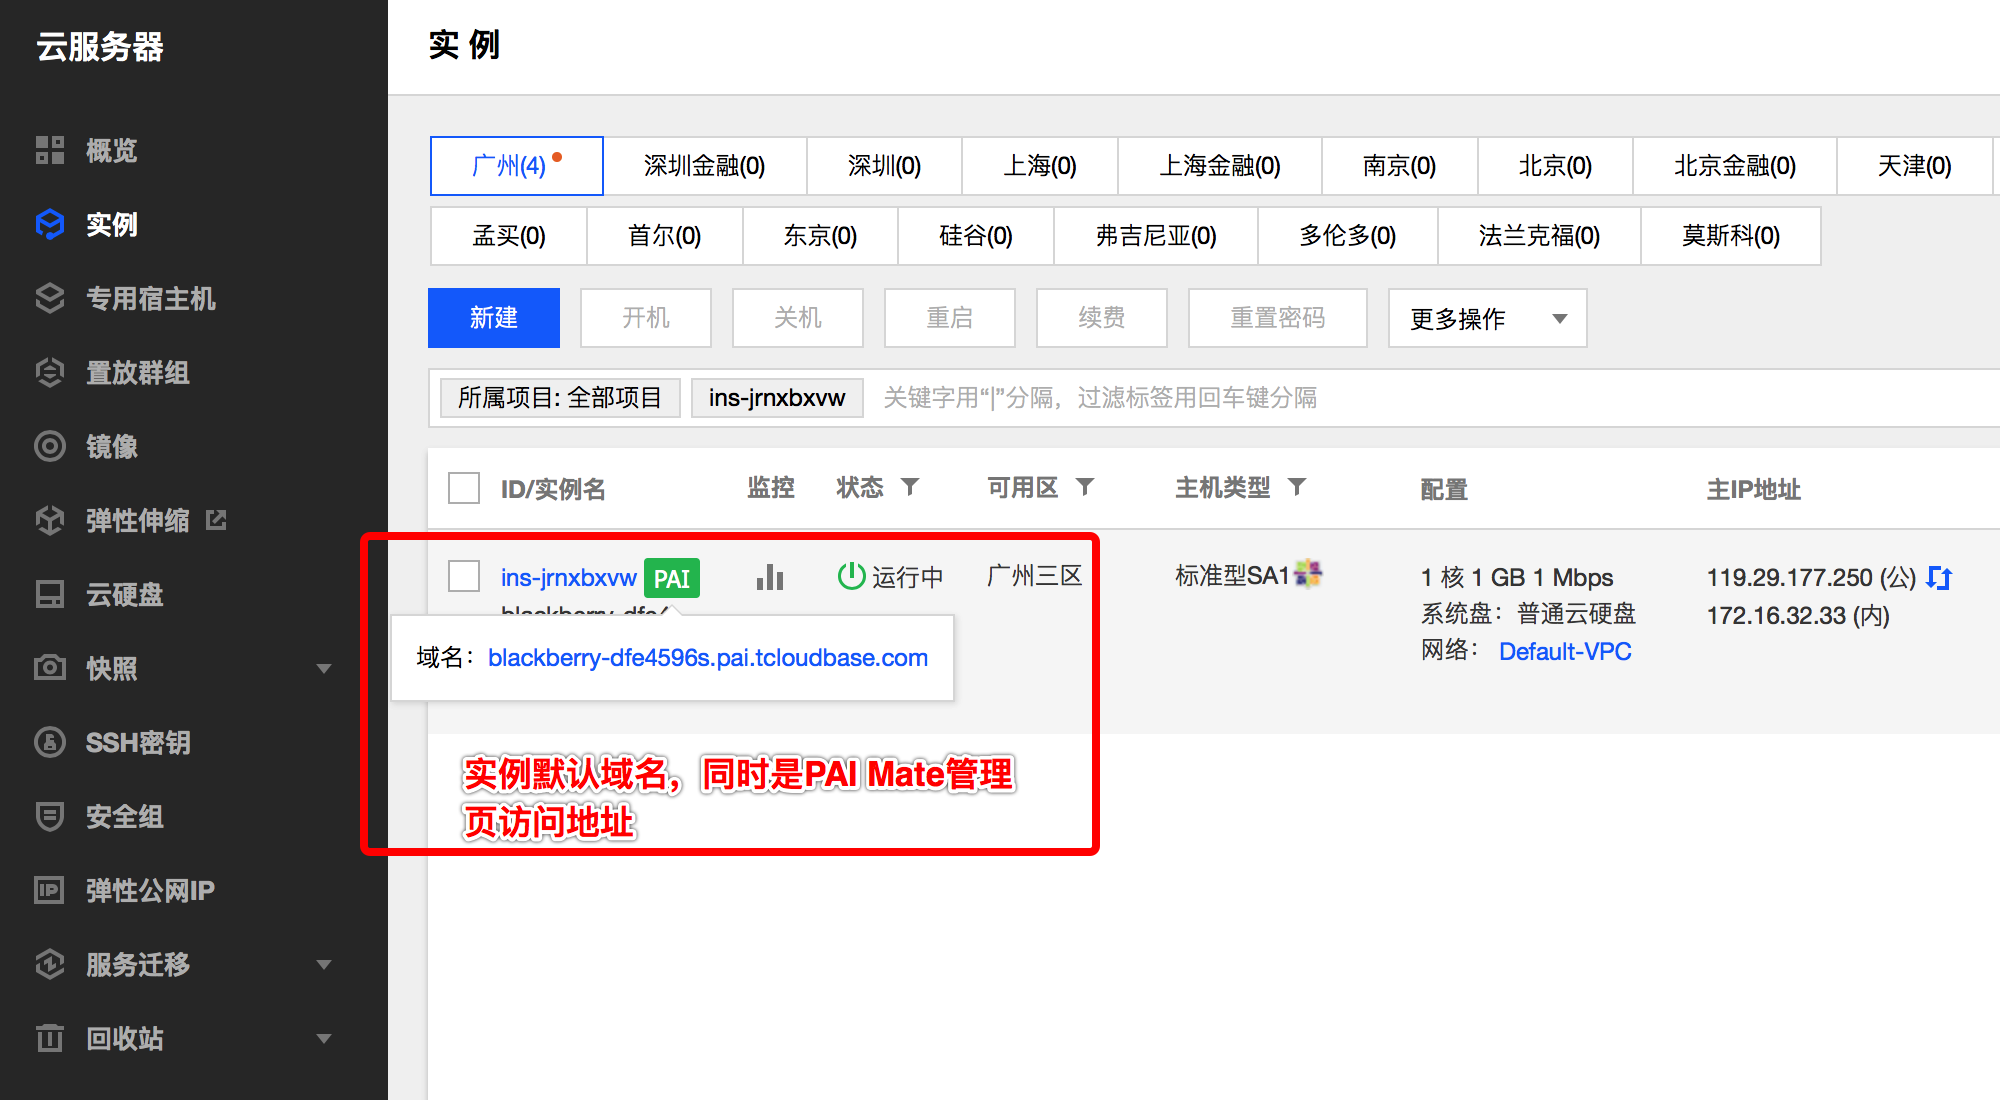 云服务器
概览
实例
专用宿主机
置放群组
镜像
弹性伸缩
云硬盘
快照
SSH密钥
安全组
弹性公网IP
服务迁移
回收站
实 例
广州(4) 深圳金融(0) 深圳(0) 上海(0) 上海金融(0) 南京(0) 北京(0) 北京金融(0) 天津(0)
孟买(0) 首尔(0) 东京(0) 硅谷(0) 弗吉尼亚(0) 多伦多(0) 法兰克福(0) 莫斯科(0)
新建 开机 关机 重启 续费 重置密码 更多操作
所属项目: 全部项目 ins-jrnxbxvw 关键字用“|”分隔，过滤标签用回车键分隔
ID/实例名 监控 状态 可用区 主机类型 配置 主IP地址
ins-jrnxbxvw PAI 运行中 广州三区 标准型SA1 1 核 1 GB 1 Mbps 119.29.177.250 (公)
blackberry-dfe4 系统盘：普通云硬盘 172.16.32.33 (内)
网络：Default-VPC
域名：blackberry-dfe4596s.pai.tcloudbase.com
实例默认域名，同时是PAI Mate管理
页访问地址